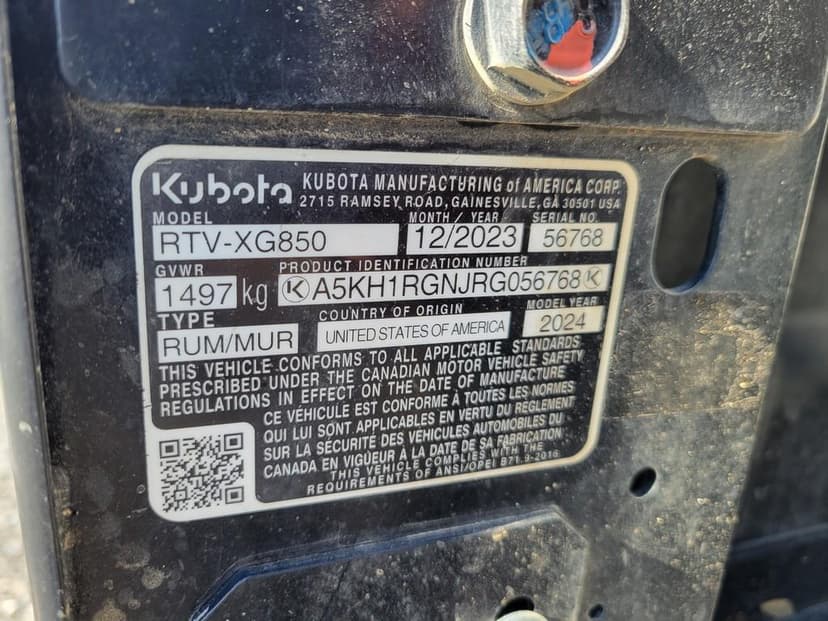 Kubota KUBOTA MANUFACTURING of AMERICA CORP.
2715 RAMSEY ROAD, GAINESVILLE, GA 30501 USA
MODEL MONTH / YEAR SERIAL NO.
RTV-XG850 12/2023 56768
GVWR PRODUCT IDENTIFICATION NUMBER
1497 kg K A5KH1RGNJRG056768 K
TYPE COUNTRY OF ORIGIN MODEL YEAR
RUM/MUR UNITED STATES OF AMERICA 2024
THIS VEHICLE CONFORMS TO ALL APPLICABLE STANDARDS
PRESCRIBED UNDER THE CANADIAN MOTOR VEHICLE SAFETY
REGULATIONS IN EFFECT ON THE DATE OF MANUFACTURE
CE VÉHICULE EST CONFORME À TOUTES LES NORMES
QUI LUI SONT APPLICABLES EN VERTU DU RÈGLEMENT
SUR LA SÉCURITÉ DES VÉHICULES AUTOMOBILES DU
CANADA EN VIGUEUR À LA DATE DE SA FABRICATION
THIS VEHICLE COMPLIES WITH THE
REQUIREMENTS OF ANSI/OPEI B71.9-2016